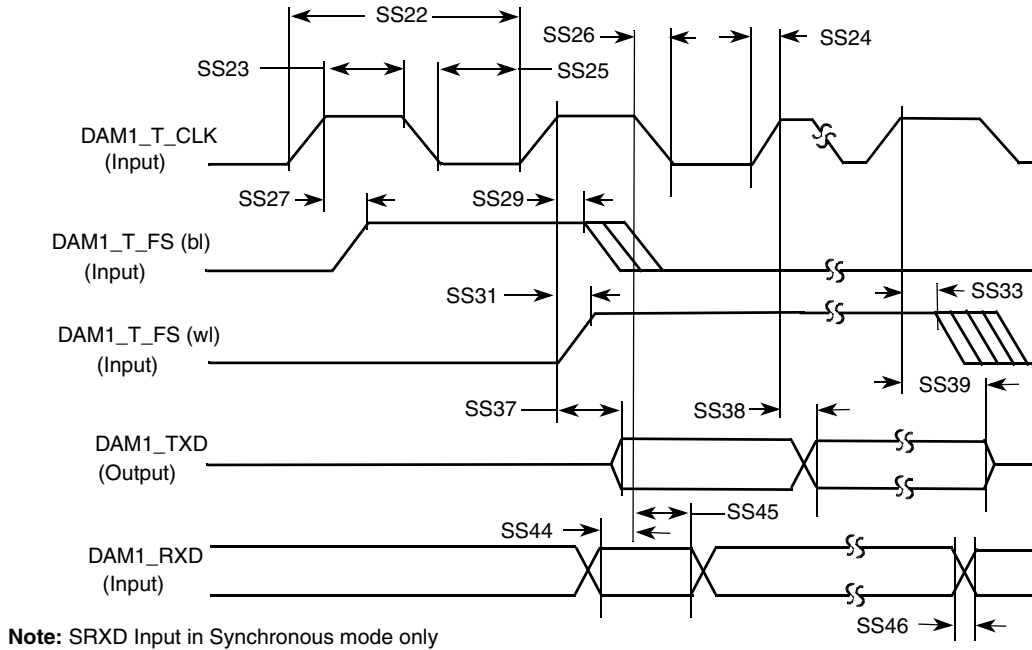 SS22
SS26
SS24
SS23
SS25
DAM1_T_CLK
(Input)
SS27
SS29
DAM1_T_FS (bl)
(Input)
SS31
SS33
DAM1_T_FS (wl)
(Input)
SS39
SS37
SS38
DAM1_TXD
(Output)
SS45
SS44
DAM1_RXD
(Input)
SS46
Note: SRXD Input in Synchronous mode only